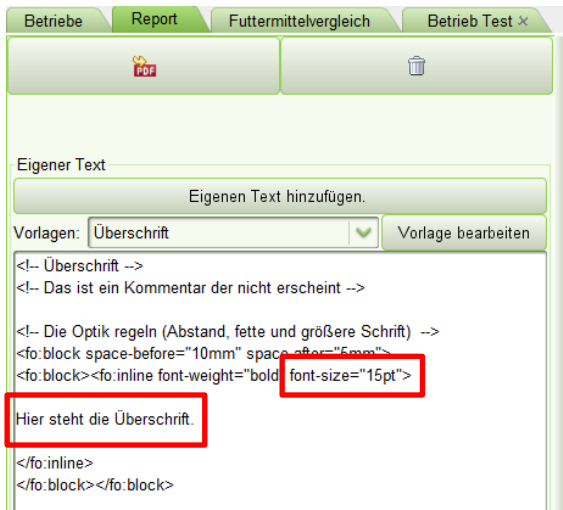 Betriebe Report Futtermittelvergleich Betrieb Test ×
PDF
Eigener Text
Eigenen Text hinzufügen.
Vorlagen: Überschrift Vorlage bearbeiten
<!-- Überschrift -->
<!-- Das ist ein Kommentar der nicht erscheint -->
<!-- Die Optik regeln (Abstand, fette und größere Schrift) -->
<fo:block space-before="10mm" space-after="5mm">
<fo:block><fo:inline font-weight="bold font-size="15pt">
Hier steht die Überschrift.
</fo:inline>
</fo:block></fo:block>